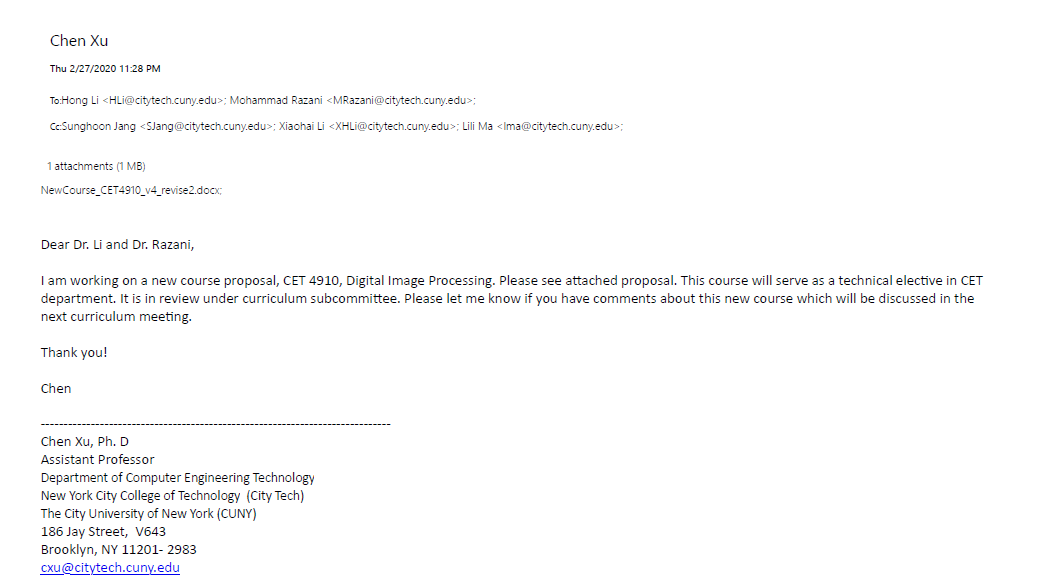 Chen Xu
Thu 2/27/2020 11:28 PM
To:Hong Li <HLi@citytech.cuny.edu>; Mohammad Razani <MRazani@citytech.cuny.edu>;
Cc:Sunghoon Jang <SJang@citytech.cuny.edu>; Xiaohai Li <XHLi@citytech.cuny.edu>; Lili Ma <lma@citytech.cuny.edu>;
1 attachments (1 MB)
NewCourse_CET4910_v4_revise2.docx;
Dear Dr. Li and Dr. Razani,
I am working on a new course proposal, CET 4910, Digital Image Processing. Please see attached proposal. This course will serve as a technical elective in CET
department. It is in review under curriculum subcommittee. Please let me know if you have comments about this new course which will be discussed in the
next curriculum meeting.
Thank you!
Chen
------------------------------------------------------------------------------
Chen Xu, Ph. D
Assistant Professor
Department of Computer Engineering Technology
New York City College of Technology  (City Tech)
The City University of New York (CUNY)
186 Jay Street,  V643
Brooklyn, NY 11201- 2983
cxu@citytech.cuny.edu